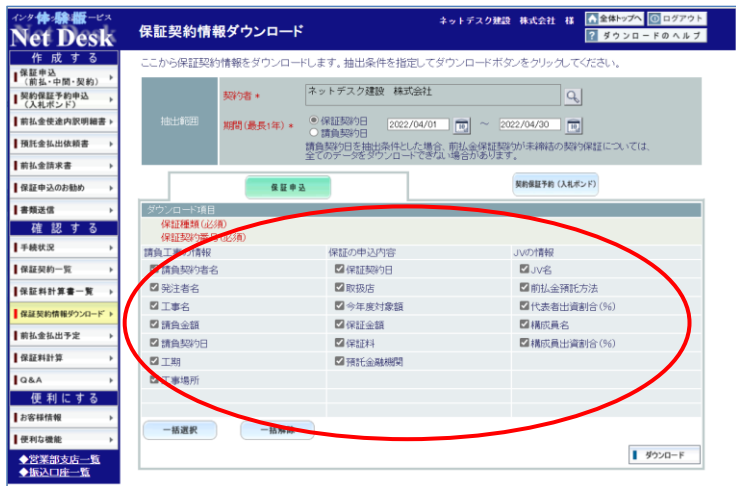 インタ体・験・版ービス
Net Desk
保証契約情報ダウンロード
ネットデスク建設 株式会社 様
全体トップへ
ログアウト
? ダウンロードのヘルプ
作成する
保証申込
(前払・中間・契約)
契約保証予約申込
(入札ボンド)
前払金使途内訳明細書
預託金払出依頼書
前払金請求書
保証申込のお勧め
書類送信
確認する
手続状況
保証契約一覧
保証料計算書一覧
保証契約情報ダウンロード
前払金払出予定
保証料計算
Q&A
便利にする
お客様情報
便利な機能
◆営業部支店一覧
◆振込口座一覧
ここから保証契約情報をダウンロードします。抽出条件を指定してダウンロードボタンをクリックしてください。
抽出範囲
契約者 *
ネットデスク建設 株式会社
期間(最長1年) *
保証契約日
請負契約日
2022/04/01 ～ 2022/04/30
請負契約日を抽出条件とした場合、前払金保証契約が未締結の契約保証については、
全てのデータをダウンロードできない場合があります。
保証申込
契約保証予約(入札ボンド)
ダウンロード項目
保証種類(必須)
保証契約番号(必須)
請負工事の情報 保証の申込内容 JVの情報
請負契約者名 保証契約日 JV名
発注者名 取扱店 前払金預託方法
工事名 今年度対象額 代表者出資割合(%)
請負金額 保証金額 構成員名
請負契約日 保証料 構成員出資割合(%)
工期 預託金融機関
工事場所
一括選択
一括解除
ダウンロード